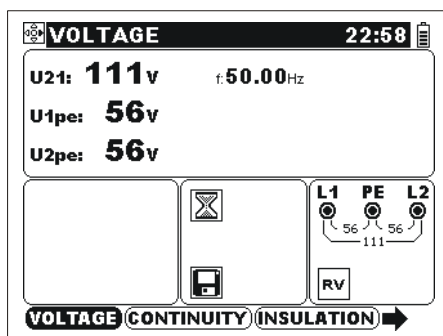 VOLTAGE 22:58
U21: 111V f:50.00Hz
U1pe: 56V
U2pe: 56V
L1 PE L2
56 56
111
RV
VOLTAGE CONTINUITY INSULATION